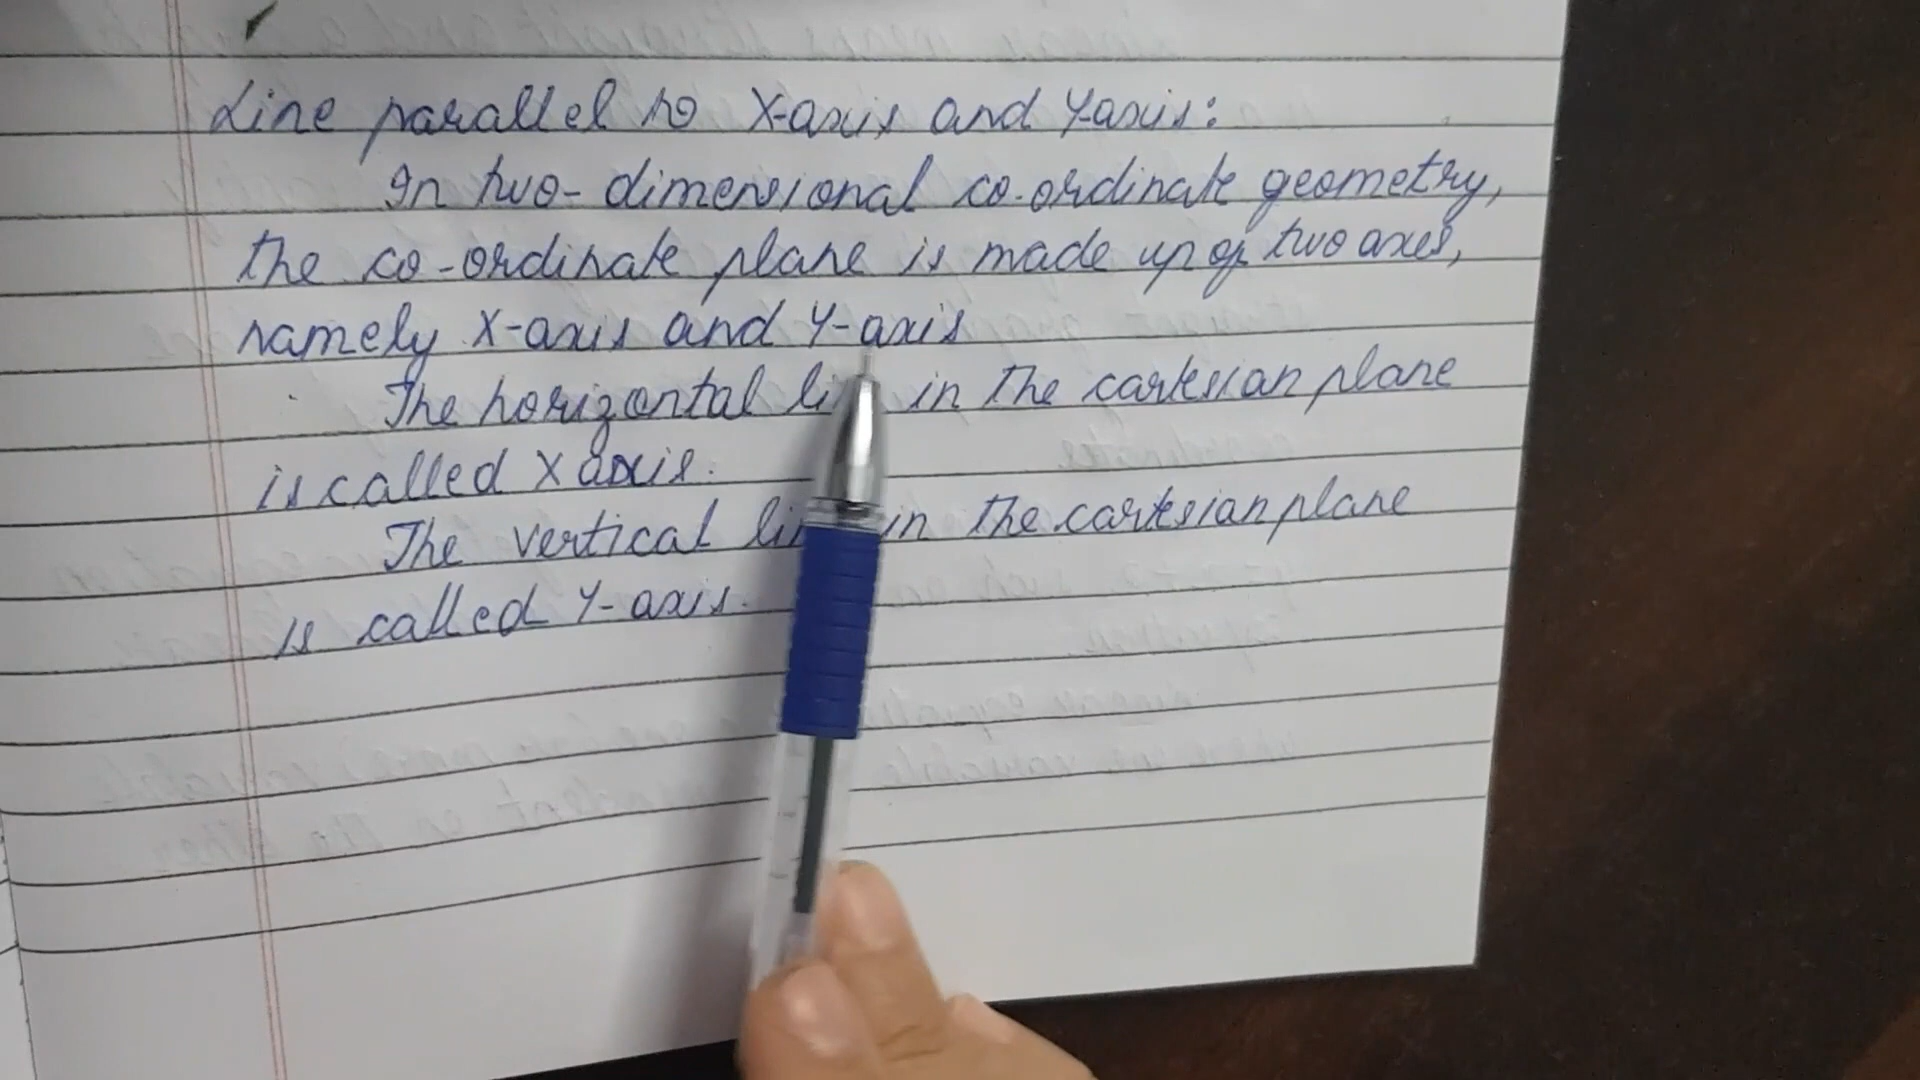 Line parallel to X-axis and Y-axis:
In two-dimensional co-ordinate geometry,
the co-ordinate plane is made up of two axes,
namely X-axis and Y-axis
The horizontal in the cartesian plane
is called X axis.
The vertical in the cartesian plane
is called Y-axis.